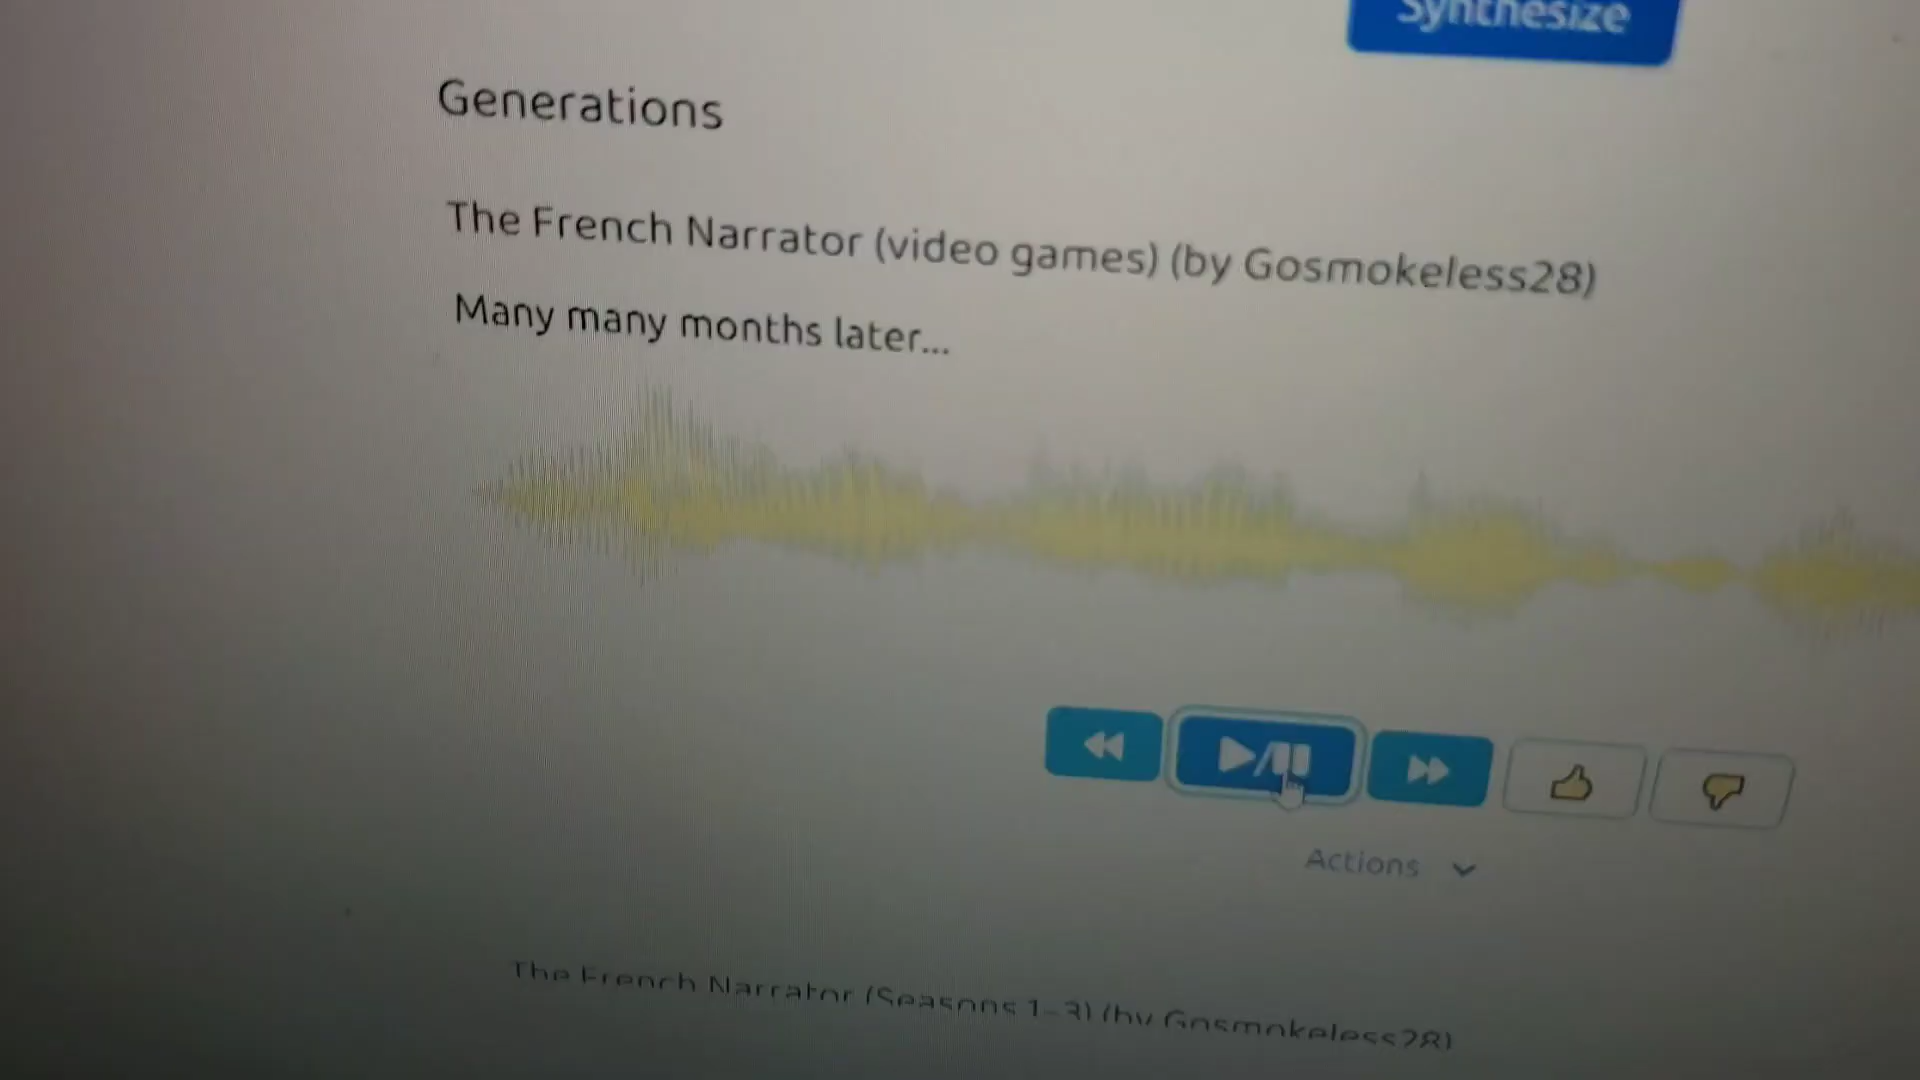 Synthesize
Generations
The French Narrator (video games) (by Gosmokeless28)
Many many months later...
Actions
The French Narrator (Seasons 1-3) (by Gosmokeless28)